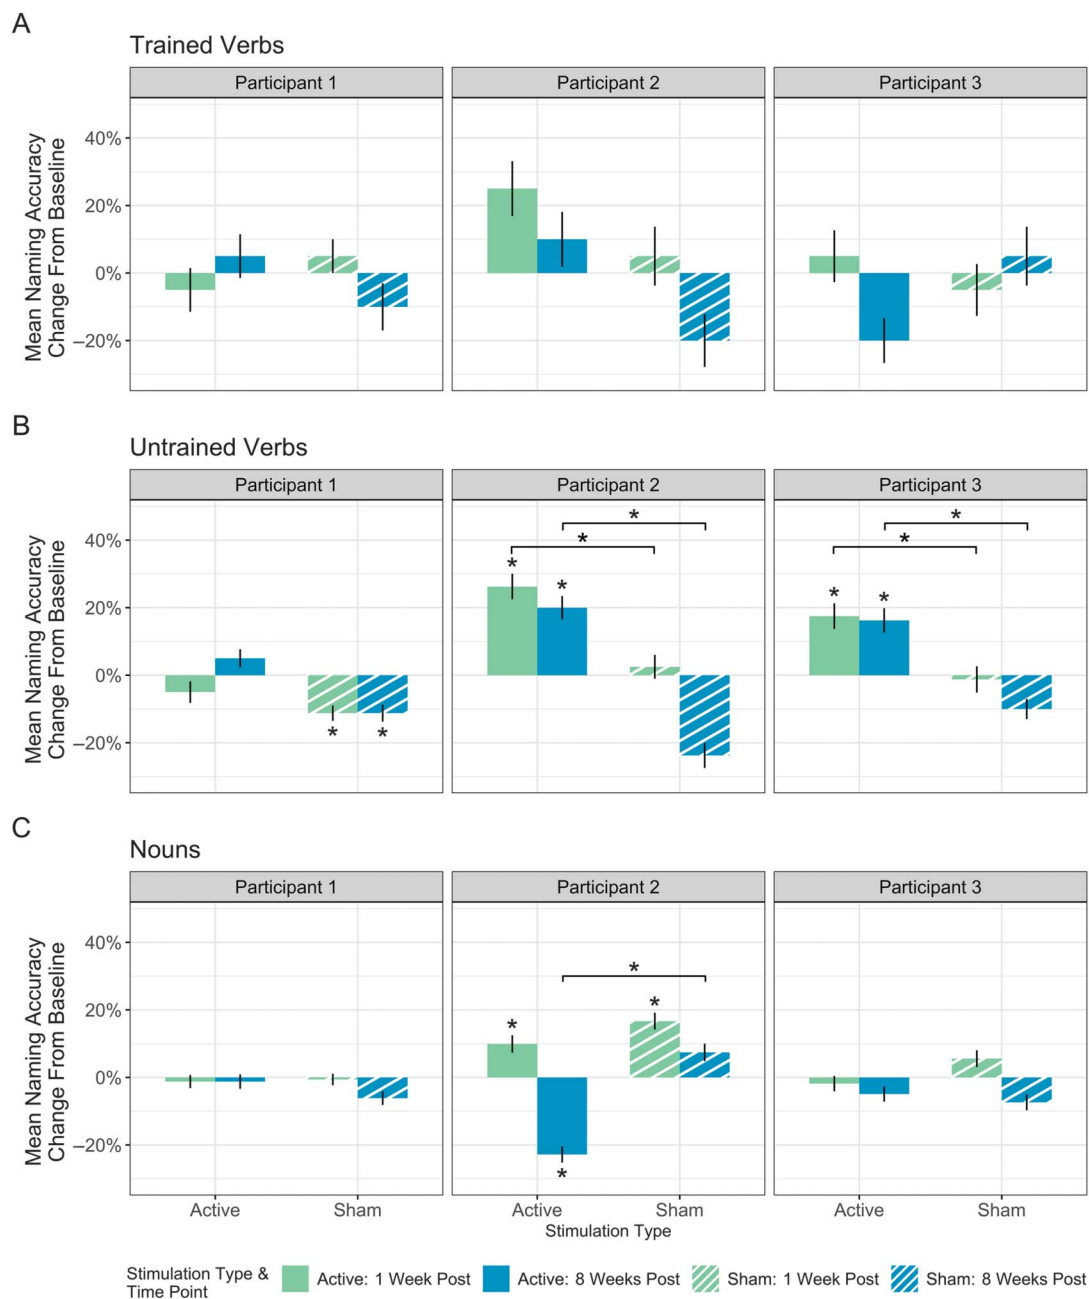 A
Trained Verbs
Participant 1
Participant 2
Participant 3
Mean Naming Accuracy
Change From Baseline
40%
20%
0%
−20%
B
Untrained Verbs
Participant 1
Participant 2
Participant 3
Mean Naming Accuracy
Change From Baseline
40%
20%
0%
−20%
*
*
*
*
*
*
*
*
*
*
C
Nouns
Participant 1
Participant 2
Participant 3
Mean Naming Accuracy
Change From Baseline
40%
20%
0%
−20%
*
*
*
*
Active
Sham
Active
Sham
Active
Sham
Stimulation Type
Stimulation Type &
Time Point
Active: 1 Week Post
Active: 8 Weeks Post
Sham: 1 Week Post
Sham: 8 Weeks Post